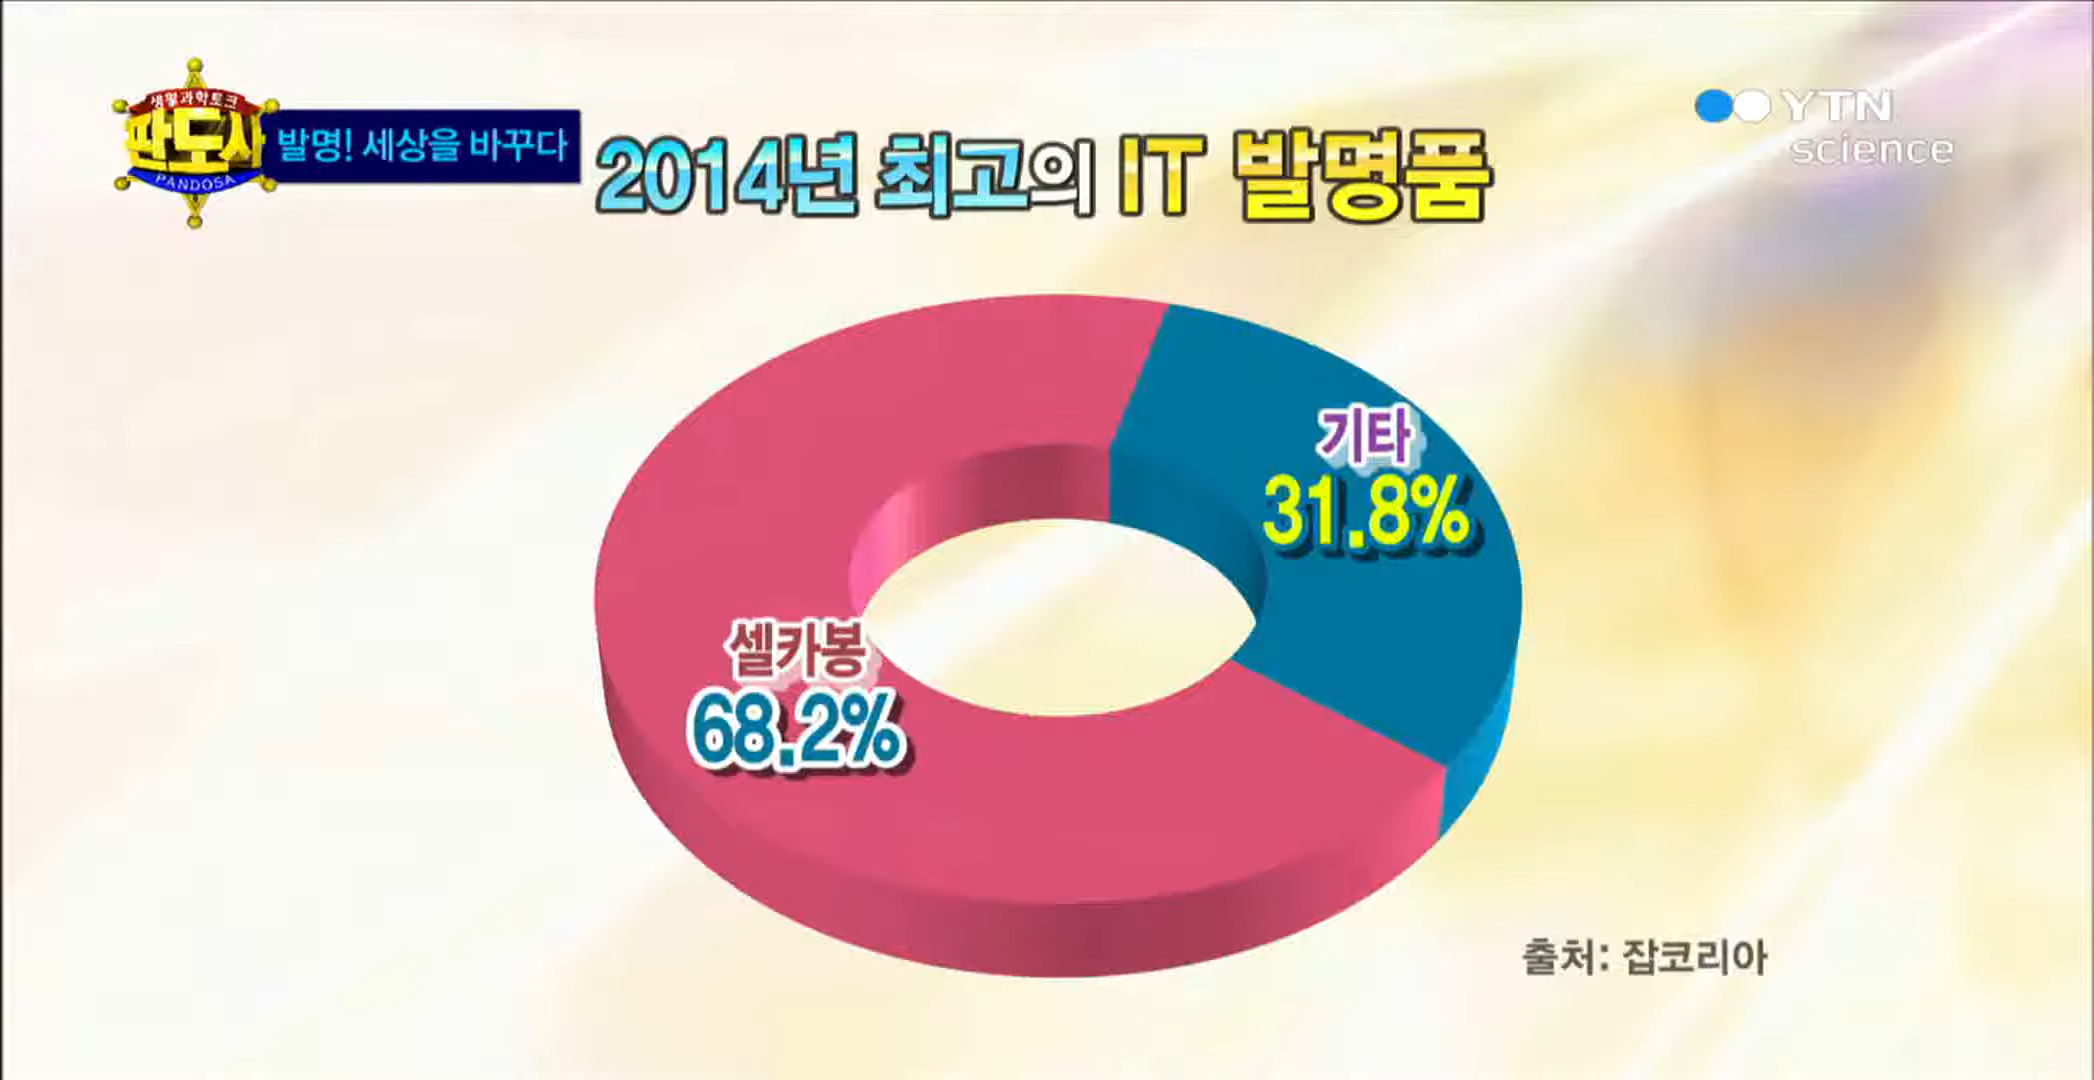 생활과학토크
판도사
PANDOSA
발명! 세상을 바꾸다
YTN
science
2014년 최고의 IT 발명품
기타
31.8%
셀카봉
68.2%
출처: 잡코리아